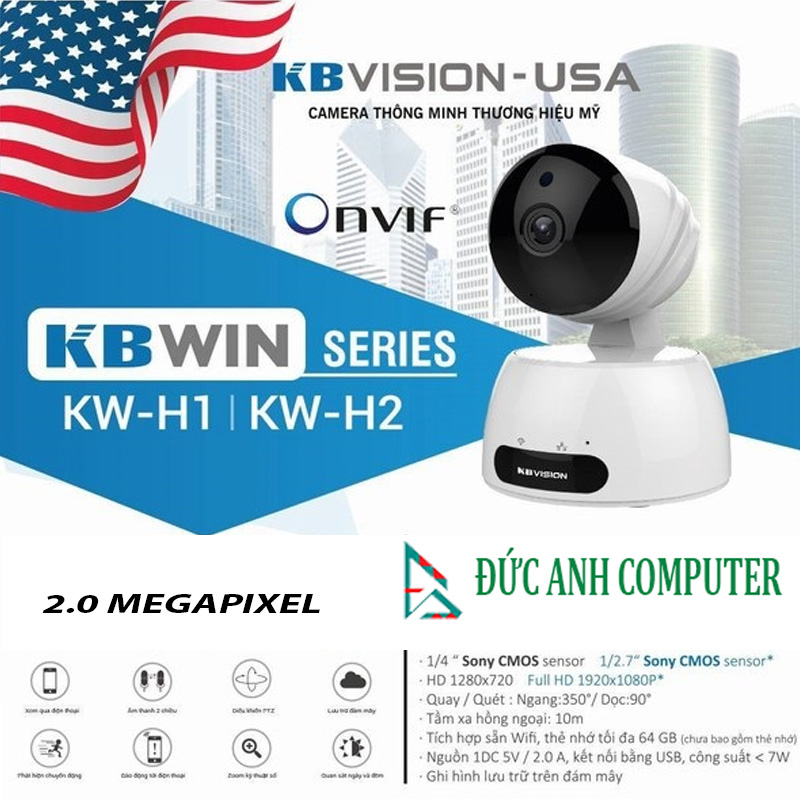 KBVISION-USA
CAMERA THÔNG MINH THƯƠNG HIỆU MỸ
ONVIF®
KBWIN SERIES
KW-H1 | KW-H2
KBVISION
2.0 MEGAPIXEL
ĐỨC ANH COMPUTER
Xem qua điện thoại
Âm thanh 2 chiều
Điều khiển PTZ
Lưu trữ đám mây
Phát hiện chuyển động
Báo động tới điện thoại
Zoom kỹ thuật số
Quan sát ngày và đêm
· 1/4 “ Sony CMOS sensor 1/2.7“ Sony CMOS sensor*
· HD 1280x720 Full HD 1920x1080P*
· Quay / Quét : Ngang:350°/ Dọc:90°
· Tầm xa hồng ngoại: 10m
· Tích hợp sẵn Wifi, thẻ nhớ tối đa 64 GB (chưa bao gồm thẻ nhớ)
· Nguồn 1DC 5V / 2.0 A, kết nối bằng USB, công suất < 7W
· Ghi hình lưu trữ trên đám mây